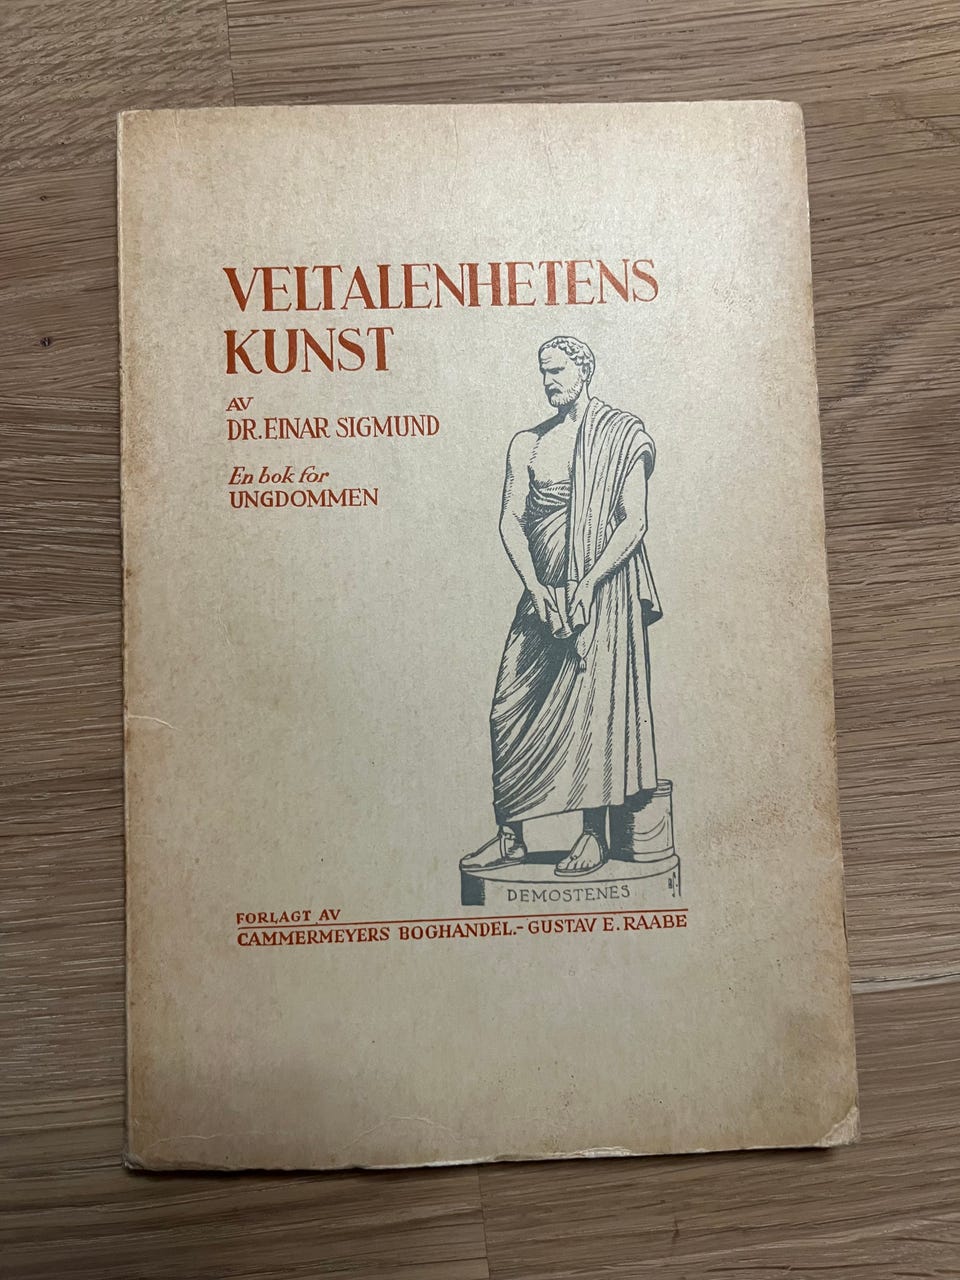 VELTALENHETENS
KUNST
AV
DR. EINAR SIGMUND
En bok for
UNGDOMMEN
DEMOSTENES
FORLAGT AV
CAMMERMEYERS BOGHANDEL.- GUSTAV E. RAABE